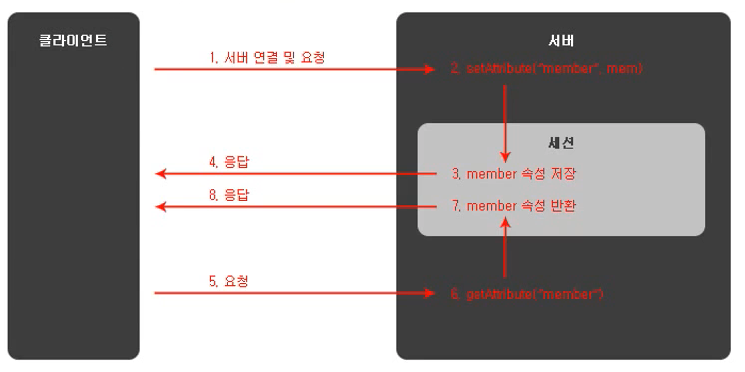 클라이언트
서버
1. 서버 연결 및 요청
2. setAttribute("member", mem)
세션
4. 응답
3. member 속성 저장
8. 응답
7. member 속성 반환
5. 요청
6. getAttribute("member")